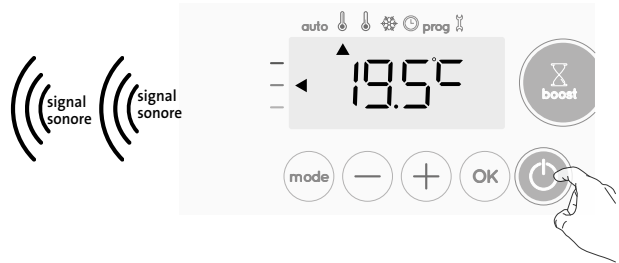 auto prog
signal
sonore
signal
sonore
19.5°C
boost
mode − + OK